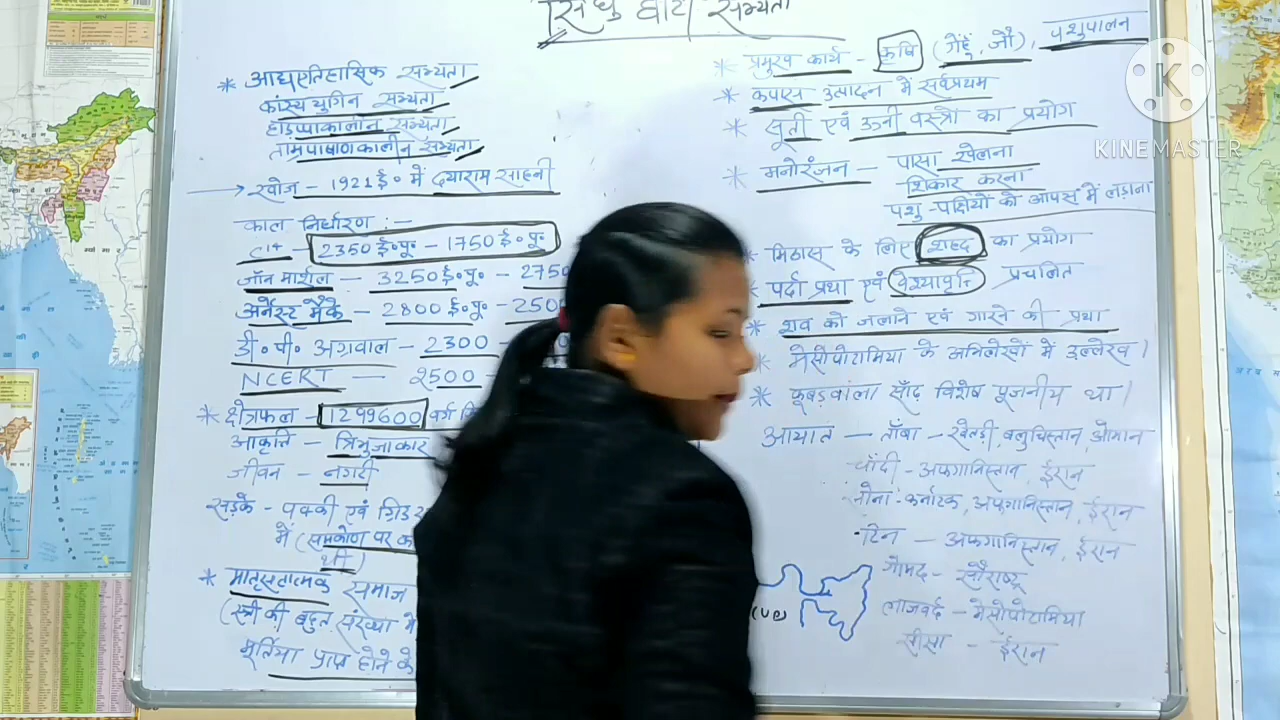 सिंधु घाटी सभ्यता
* आद्यऐतिहासिक सभ्यता
कांस्य युगिन सभ्यता
हड़प्पाकालीन सभ्यता
ताम्रपाषाणकालीन सभ्यता
→ खोज - 1921 ई० में दयाराम साहनी
काल निर्धारण :-
C14 - 2350 ई०पू० - 1750 ई०पू०
जॉन मार्शल - 3250 ई०पू० - 2750
अर्नेस्ट मैके - 2800 ई०पू० - 250
डी० पी० अग्रवाल - 2300 -
NCERT - 2500
* क्षेत्रफल - 1299600 वर्ग
आकृति - त्रिभुजाकार
जीवन - नगरी
सड़के - पक्की एवं ग्रिड
में (समकोण पर
थी)
* मातृसतात्मक समाज
(स्त्री की बहुत संख्या में
मूर्तिया प्राप्त होने के
* प्रमुख कार्य - कृषि (गेहूँ, जौ), पशुपालन
* कपास उत्पादन में सर्वप्रथम
* सूती एवं ऊनी वस्त्रों का प्रयोग
* मनोरंजन - पासा खेलना
शिकार करना
पशु-पक्षियों को आपस में लड़ाना
* मिठास के लिए शहद का प्रयोग
* पर्दा प्रथा एवं वेश्यावृति प्रचलित
* शव को जलाने एवं गारने की प्रथा
* मेसोपोटामिया के अभिलेखों में उल्लेख।
* कूबड़वाला साँढ विशेष पूजनीय था।
आयात - ताँबा - खेतड़ी, बलुचिस्तान, ओमान
चाँदी - अफगानिस्तान, ईरान
सोना - कर्नाटक, अफगानिस्तान, ईरान
टिन - अफगानिस्तान, ईरान
गोमद - सौराष्ट्र
लाजवर्द - मेसोपोटामिया
सीसा - ईरान
K
KINEMASTER